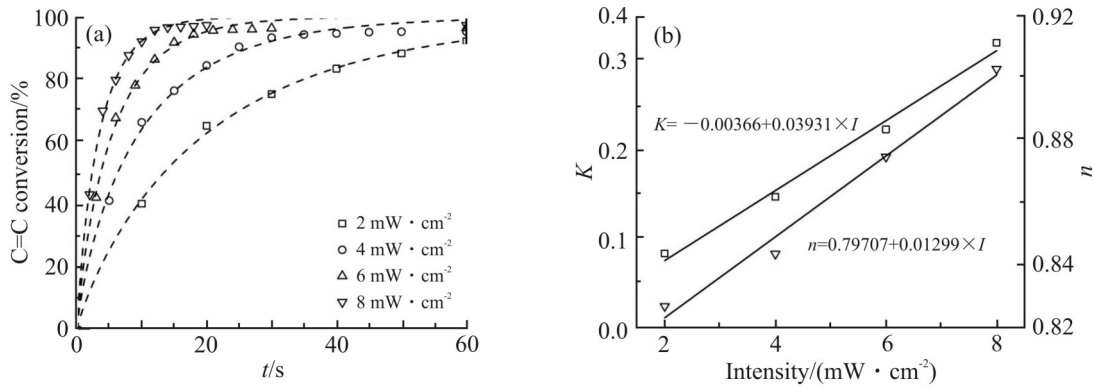 (a)
100
80
60
40
20
0
C=C conversion/%
0 20 40 60
t/s
2 mW · cm-2
4 mW · cm-2
6 mW · cm-2
8 mW · cm-2
(b)
0.4
0.3
0.2
0.1
0.0
K
K= －0.00366+0.03931×I
n=0.79707+0.01299×I
0.92
0.88
0.84
0.82
n
2 4 6 8
Intensity/(mW · cm-2)